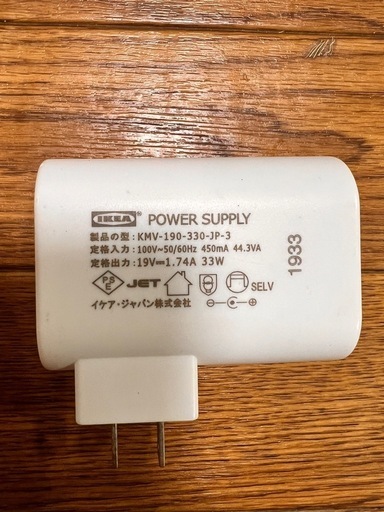 IKEA® POWER SUPPLY
製品の型：KMV-190-330-JP-3
定格入力：100V~50/60Hz 450mA 44.3VA
定格出力：19V⎓1.74A 33W
PSE JET SELV
イケア・ジャパン株式会社
1933